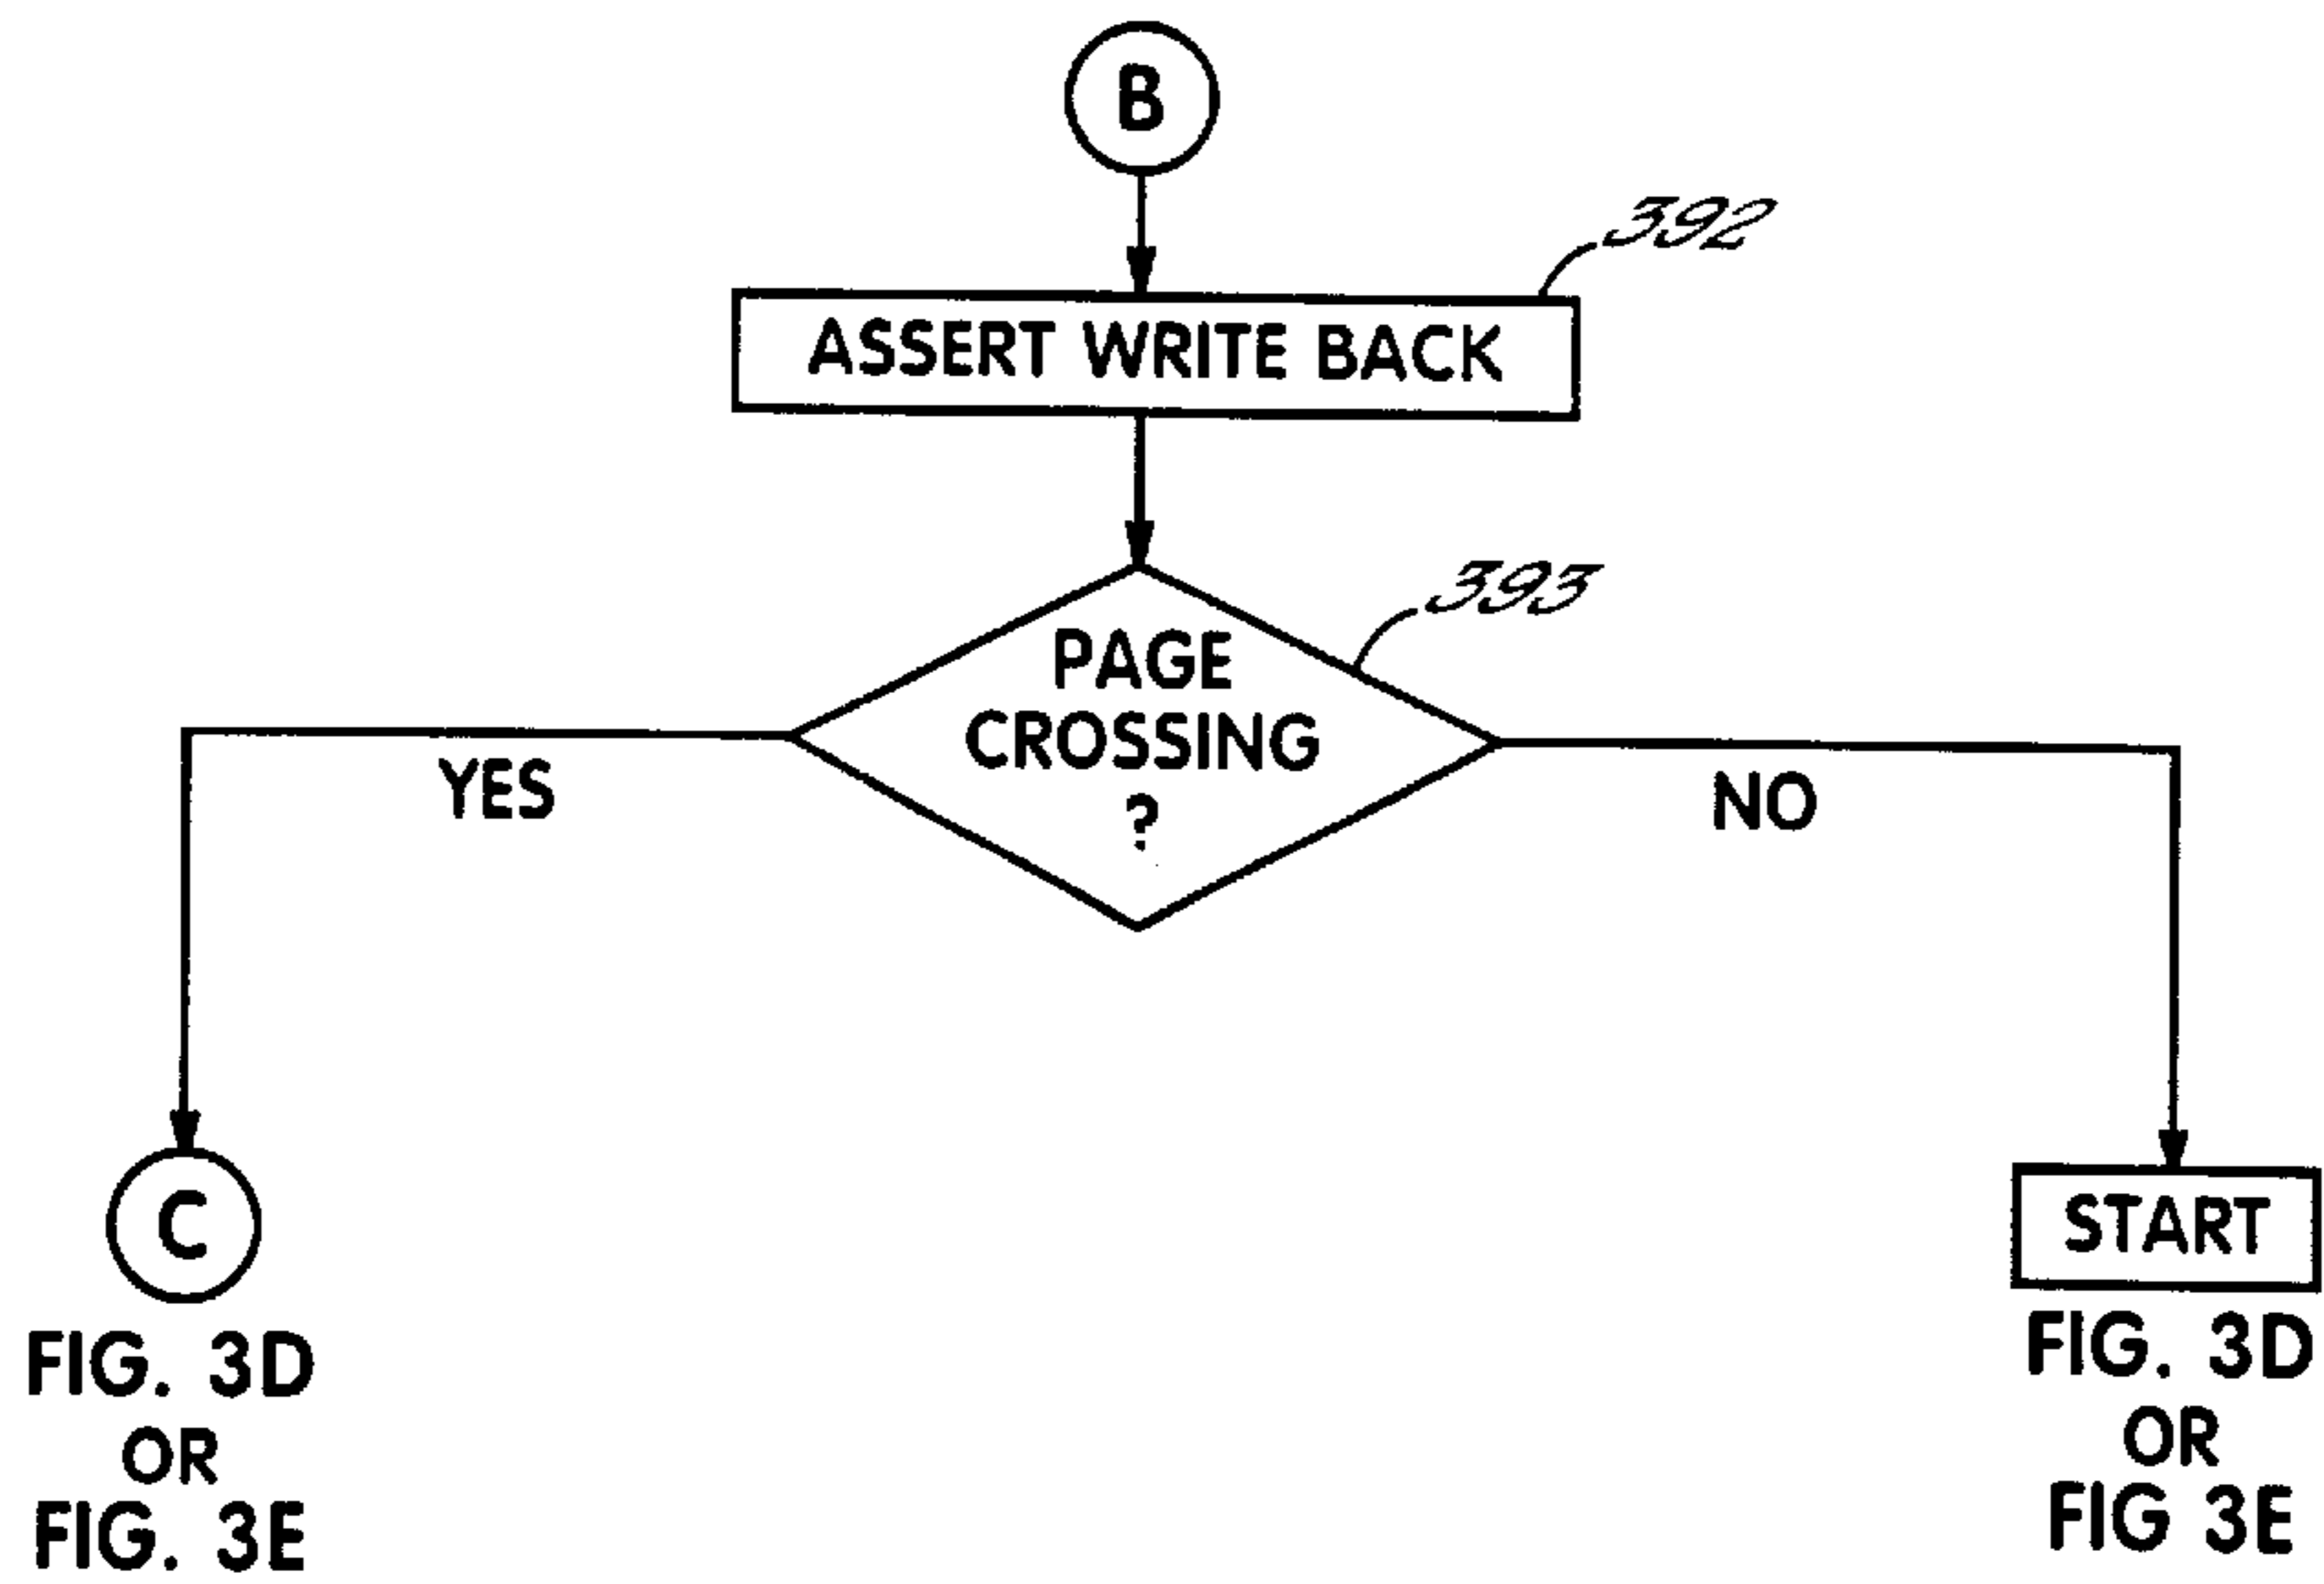 B
392
ASSERT WRITE BACK
393
PAGE
CROSSING
?
YES
NO
C
FIG. 3D
OR
FIG. 3E
START
FIG. 3D
OR
FIG 3E